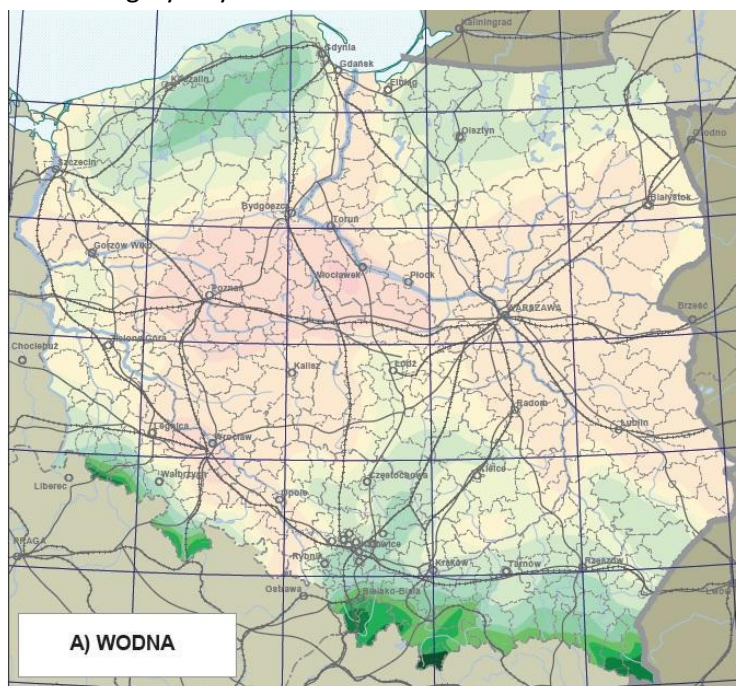 Kaliningrad
Gdynia
Gdańsk
Koszalin
Elbląg
Olsztyn
Grodno
Szczecin
Białystok
Bydgoszcz
Toruń
Gorzów Wlkp.
Włocławek
Płock
Poznań
WARSZAWA
Brześć
Zielona Góra
Chociebuż
Łódź
Kalisz
Radom
Legnica
Lublin
Wrocław
Kielce
Wałbrzych
Częstochowa
Liberec
Opole
PRAGA
Katowice
Rybnik
Kraków
Tarnów
Rzeszów
Ostrawa
Bielsko-Biała
Lwów
A) WODNA